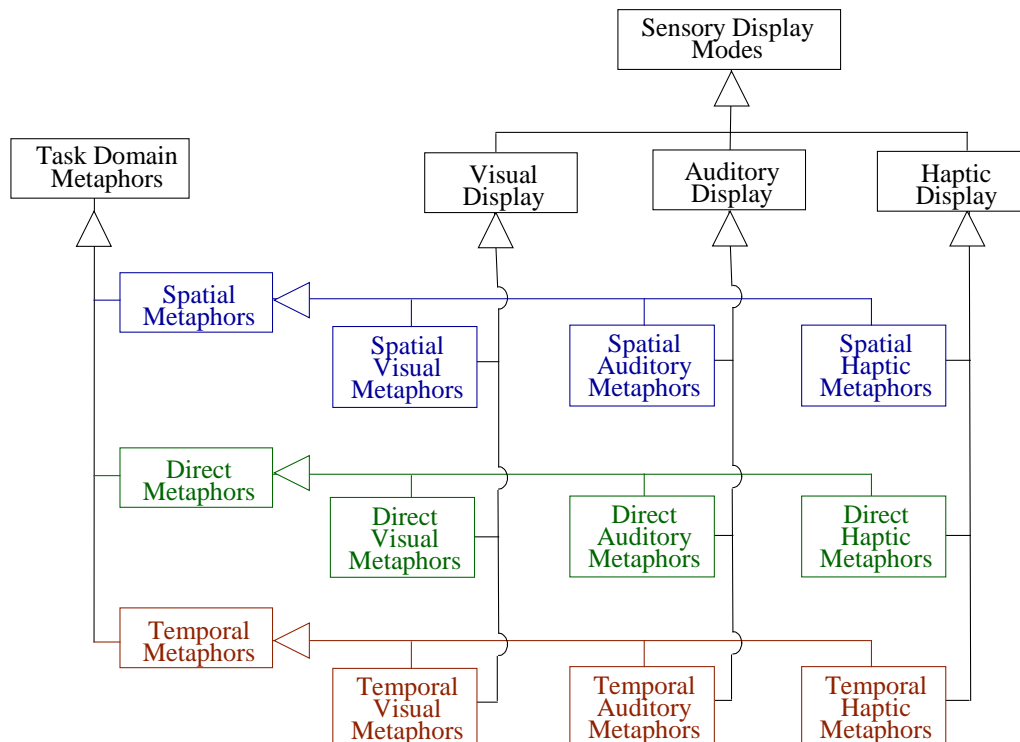 Sensory Display
Modes
Task Domain
Metaphors
Visual
Display
Auditory
Display
Haptic
Display
Spatial
Metaphors
Spatial
Visual
Metaphors
Spatial
Auditory
Metaphors
Spatial
Haptic
Metaphors
Direct
Metaphors
Direct
Visual
Metaphors
Direct
Auditory
Metaphors
Direct
Haptic
Metaphors
Temporal
Metaphors
Temporal
Visual
Metaphors
Temporal
Auditory
Metaphors
Temporal
Haptic
Metaphors